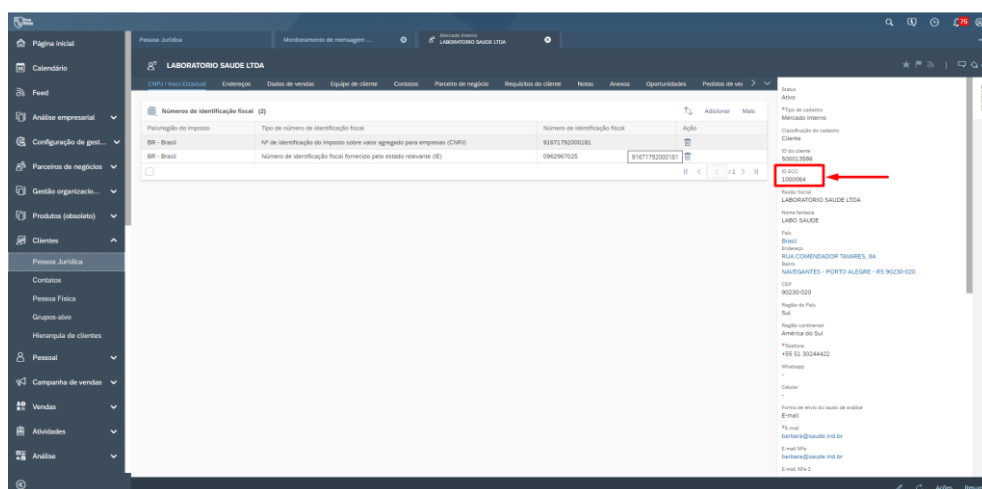 75
Página inicial
Calendário
Feed
Análise empresarial
Configuração de gest...
Parceiros de negócios
Gestão organizacio...
Produtos (obsoleto)
Clientes
Pessoa Jurídica
Contatos
Pessoa Física
Grupos-alvo
Hierarquia de clientes
Pessoal
Campanha de vendas
Vendas
Atividades
Análise
Pessoa Jurídica
Monitoramento de mensagem ...
Mercado Interno
LABORATORIO SAUDE LTDA
LABORATORIO SAUDE LTDA
CNPJ / Inscr.Estadual
Endereços
Dados de vendas
Equipe de cliente
Contatos
Parceiro de negócio
Requisitos do cliente
Notas
Anexos
Oportunidades
Pedidos de ver
Números de identificação fiscal (2)
Adicionar
Mais
País/região do imposto
Tipo de número de identificação fiscal
Número de identificação fiscal
Ação
BR - Brasil
Nº de identificação do imposto sobre valor agregado para empresas (CNPJ)
91671792000181
BR - Brasil
Número de identificação fiscal fornecido pelo estado relevante (IE)
0962967025
91671792000181
/1
Status
Ativo
*Tipo de cadastro
Mercado Interno
Classificação do cadastro
Cliente
ID do cliente
500013586
ID ECC
1000064
Razão Social
LABORATORIO SAUDE LTDA
Nome fantasia
LABO SAUDE
País
Brasil
Endereço
RUA COMENDADOR TAVARES, 84
Bairro
NAVEGANTES - PORTO ALEGRE - RS 90230-020
CEP
90230-020
Região do País
Sul
Região continental
América do Sul
*Telefone
+55 51 30244422
Whatsapp
-
Celular
-
Forma de envio do laudo de análise
E-mail
*E-mail
barbara@saude.ind.br
E-mail NFe
barbara@saude.ind.br
E-mail NFe 2
Ações